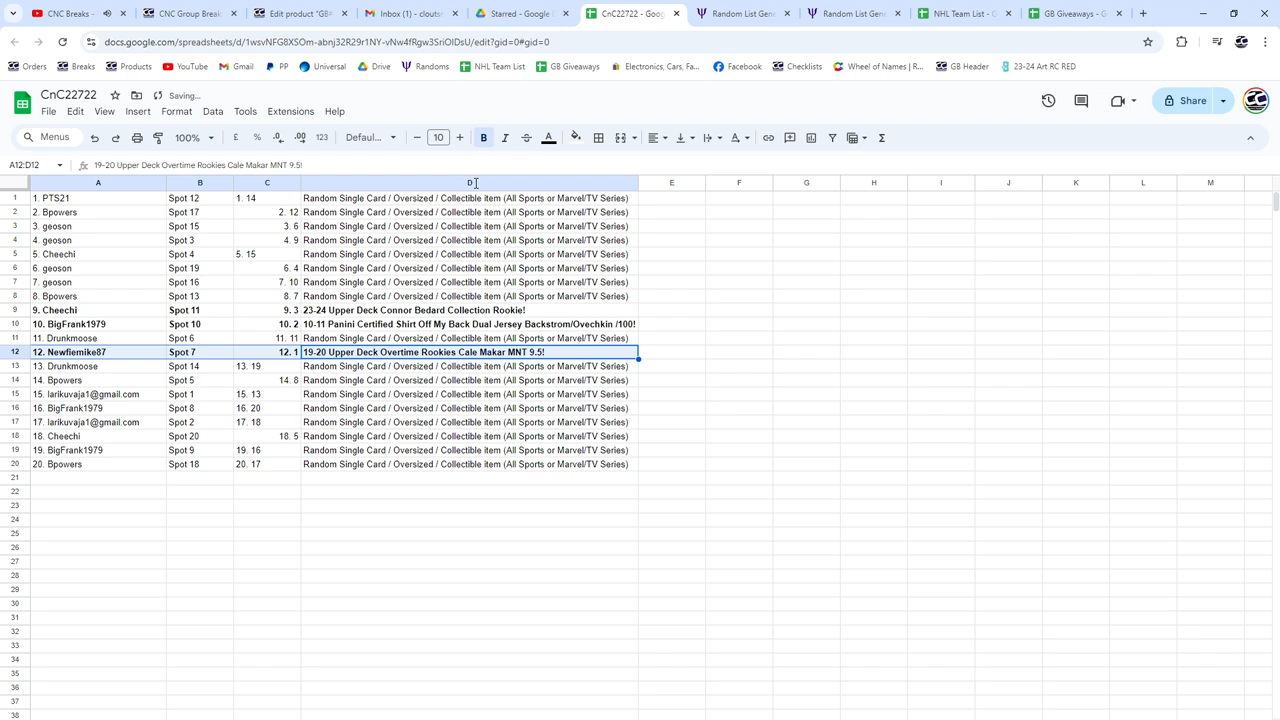 CNC Breaks
CnC Group Breal
Edit product "GB
Inbox (1) - cloud
Storage - Google
CnC22722 - Goo
Random List
Random Intege
NHL Team List
GB Giveaways - G
Orders Breaks Products YouTube Gmail PP Universal Drive Randoms NHL Team List GB Giveaways Electronics, Cars, Fa... Facebook Checklists Wheel of Names | R... GB Header 23-24 Art RC RED
CnC22722 Saving...
File Edit View Insert Format Data Tools Extensions Help
Share
Menus 100% £ % .0 .00 123 Defaul... 10 B I A
A12:D12 19-20 Upper Deck Overtime Rookies Cale Makar MNT 9.5!
A B C D E F G H I J K L M
1 1. PTS21 Spot 12 1. 14 Random Single Card / Oversized / Collectible item (All Sports or Marvel/TV Series)
2 2. Bpowers Spot 17 2. 12 Random Single Card / Oversized / Collectible item (All Sports or Marvel/TV Series)
3 3. geoson Spot 15 3. 6 Random Single Card / Oversized / Collectible item (All Sports or Marvel/TV Series)
4 4. geoson Spot 3 4. 9 Random Single Card / Oversized / Collectible item (All Sports or Marvel/TV Series)
5 5. Cheechi Spot 4 5. 15 Random Single Card / Oversized / Collectible item (All Sports or Marvel/TV Series)
6 6. geoson Spot 19 6. 4 Random Single Card / Oversized / Collectible item (All Sports or Marvel/TV Series)
7 7. geoson Spot 16 7. 10 Random Single Card / Oversized / Collectible item (All Sports or Marvel/TV Series)
8 8. Bpowers Spot 13 8. 7 Random Single Card / Oversized / Collectible item (All Sports or Marvel/TV Series)
9 9. Cheechi Spot 11 9. 3 23-24 Upper Deck Connor Bedard Collection Rookie!
10 10. BigFrank1979 Spot 10 10. 2 10-11 Panini Certified Shirt Off My Back Dual Jersey Backstrom/Ovechkin /100!
11 11. Drunkmoose Spot 6 11. 11 Random Single Card / Oversized / Collectible item (All Sports or Marvel/TV Series)
12 12. Newfiemike87 Spot 7 12. 1 19-20 Upper Deck Overtime Rookies Cale Makar MNT 9.5!
13 13. Drunkmoose Spot 14 13. 19 Random Single Card / Oversized / Collectible item (All Sports or Marvel/TV Series)
14 14. Bpowers Spot 5 14. 8 Random Single Card / Oversized / Collectible item (All Sports or Marvel/TV Series)
15 15. larikuvaja1@gmail.com Spot 1 15. 13 Random Single Card / Oversized / Collectible item (All Sports or Marvel/TV Series)
16 16. BigFrank1979 Spot 8 16. 20 Random Single Card / Oversized / Collectible item (All Sports or Marvel/TV Series)
17 17. larikuvaja1@gmail.com Spot 2 17. 18 Random Single Card / Oversized / Collectible item (All Sports or Marvel/TV Series)
18 18. Cheechi Spot 20 18. 5 Random Single Card / Oversized / Collectible item (All Sports or Marvel/TV Series)
19 19. BigFrank1979 Spot 9 19. 16 Random Single Card / Oversized / Collectible item (All Sports or Marvel/TV Series)
20 20. Bpowers Spot 18 20. 17 Random Single Card / Oversized / Collectible item (All Sports or Marvel/TV Series)
21
22
23
24
25
26
27
28
29
30
31
32
33
34
35
36
37
38